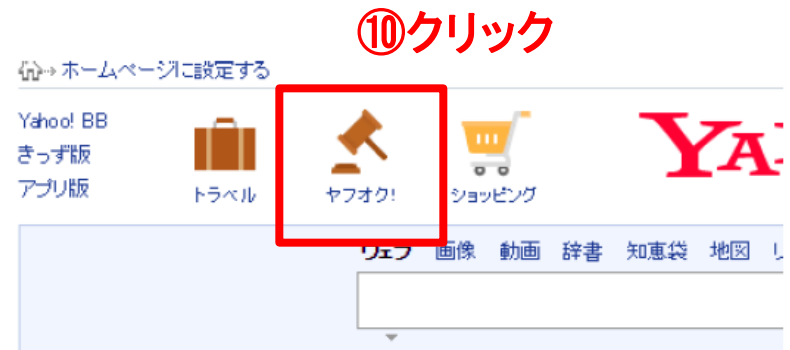 ⑩クリック
ホームページに設定する
Yahoo! BB
きっず版
アプリ版
トラベル
ヤフオク!
ショッピング
YA
ウェブ 画像 動画 辞書 知恵袋 地図